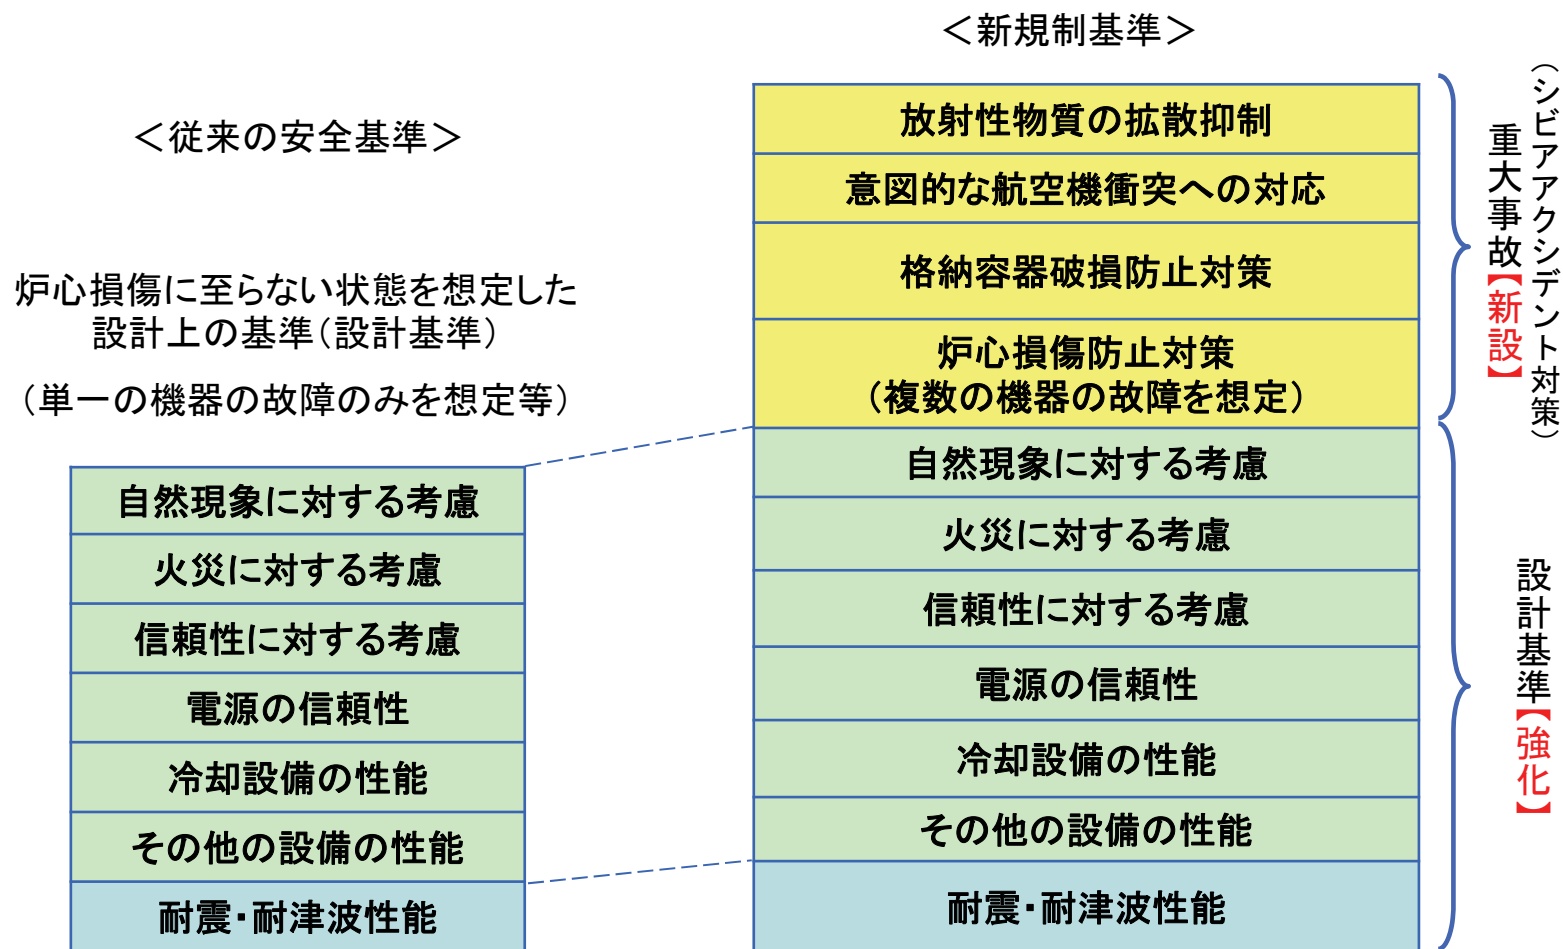 ＜従来の安全基準＞
炉心損傷に至らない状態を想定した
設計上の基準（設計基準）
（単一の機器の故障のみを想定等）
自然現象に対する考慮
火災に対する考慮
信頼性に対する考慮
電源の信頼性
冷却設備の性能
その他の設備の性能
耐震・耐津波性能
＜新規制基準＞
放射性物質の拡散抑制
意図的な航空機衝突への対応
格納容器破損防止対策
炉心損傷防止対策
（複数の機器の故障を想定）
自然現象に対する考慮
火災に対する考慮
信頼性に対する考慮
電源の信頼性
冷却設備の性能
その他の設備の性能
耐震・耐津波性能
（シビアアクシデント対策）
重大事故【新設】
設計基準【強化】